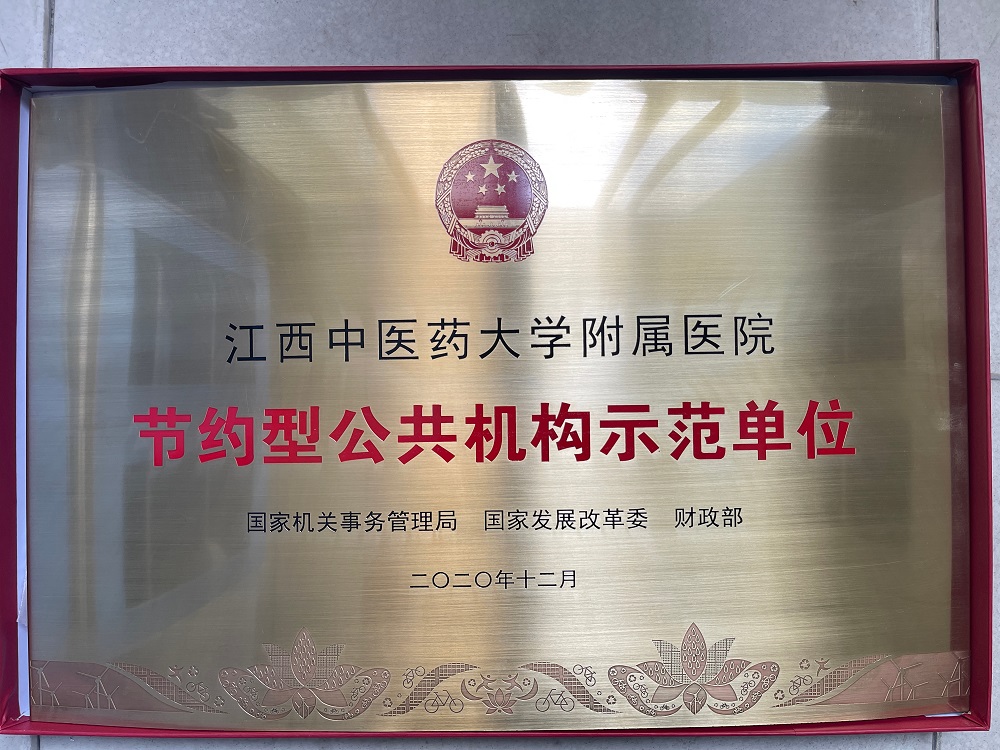 江西中医药大学附属医院
节约型公共机构示范单位
国家机关事务管理局 国家发展改革委 财政部
二〇二〇年十二月